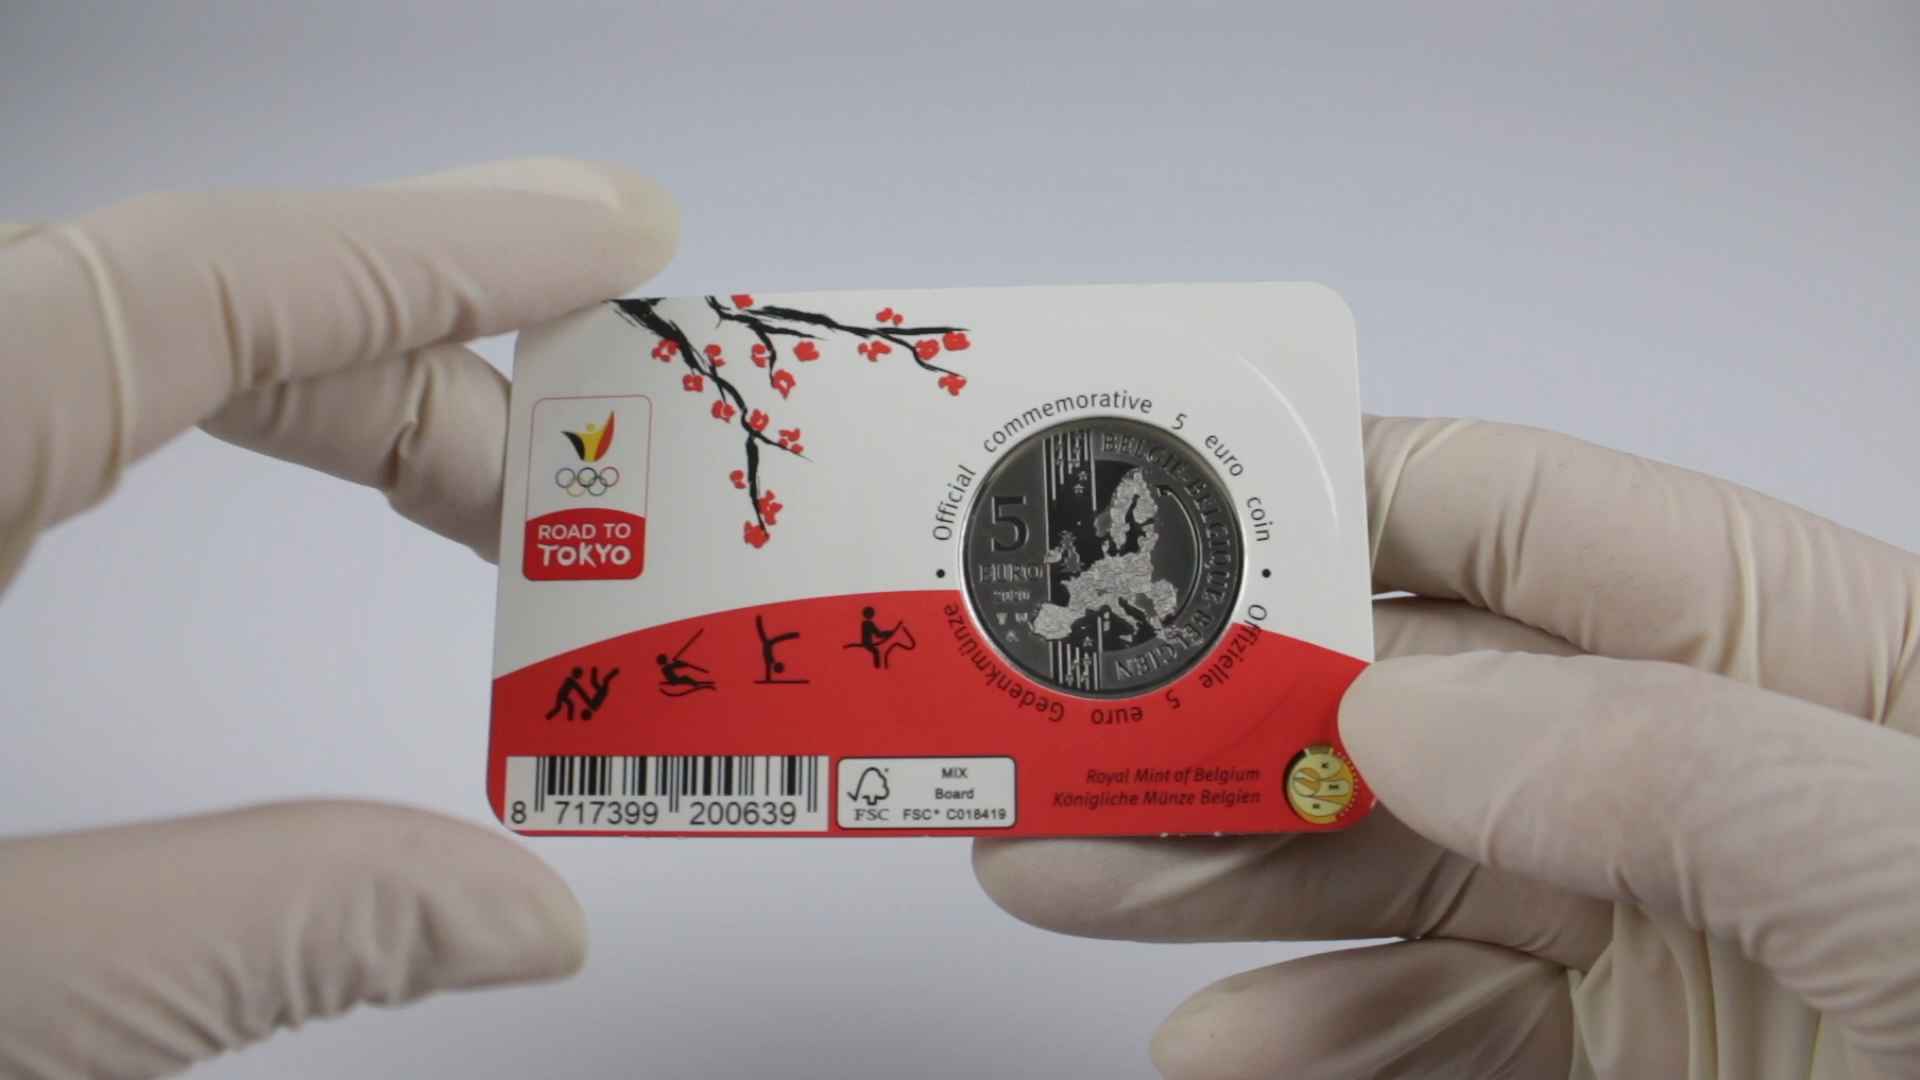 ROAD TO
TOKYO
Official commemorative 5 euro coin
Offizielle 5 euro Gedenkmünze
BELGIE-BELGIQUE-BELGIEN
5
EURO
2020
8 717399 200639
MIX
Board
FSC
FSC® C018419
Royal Mint of Belgium
Königliche Münze Belgien
K
M
B